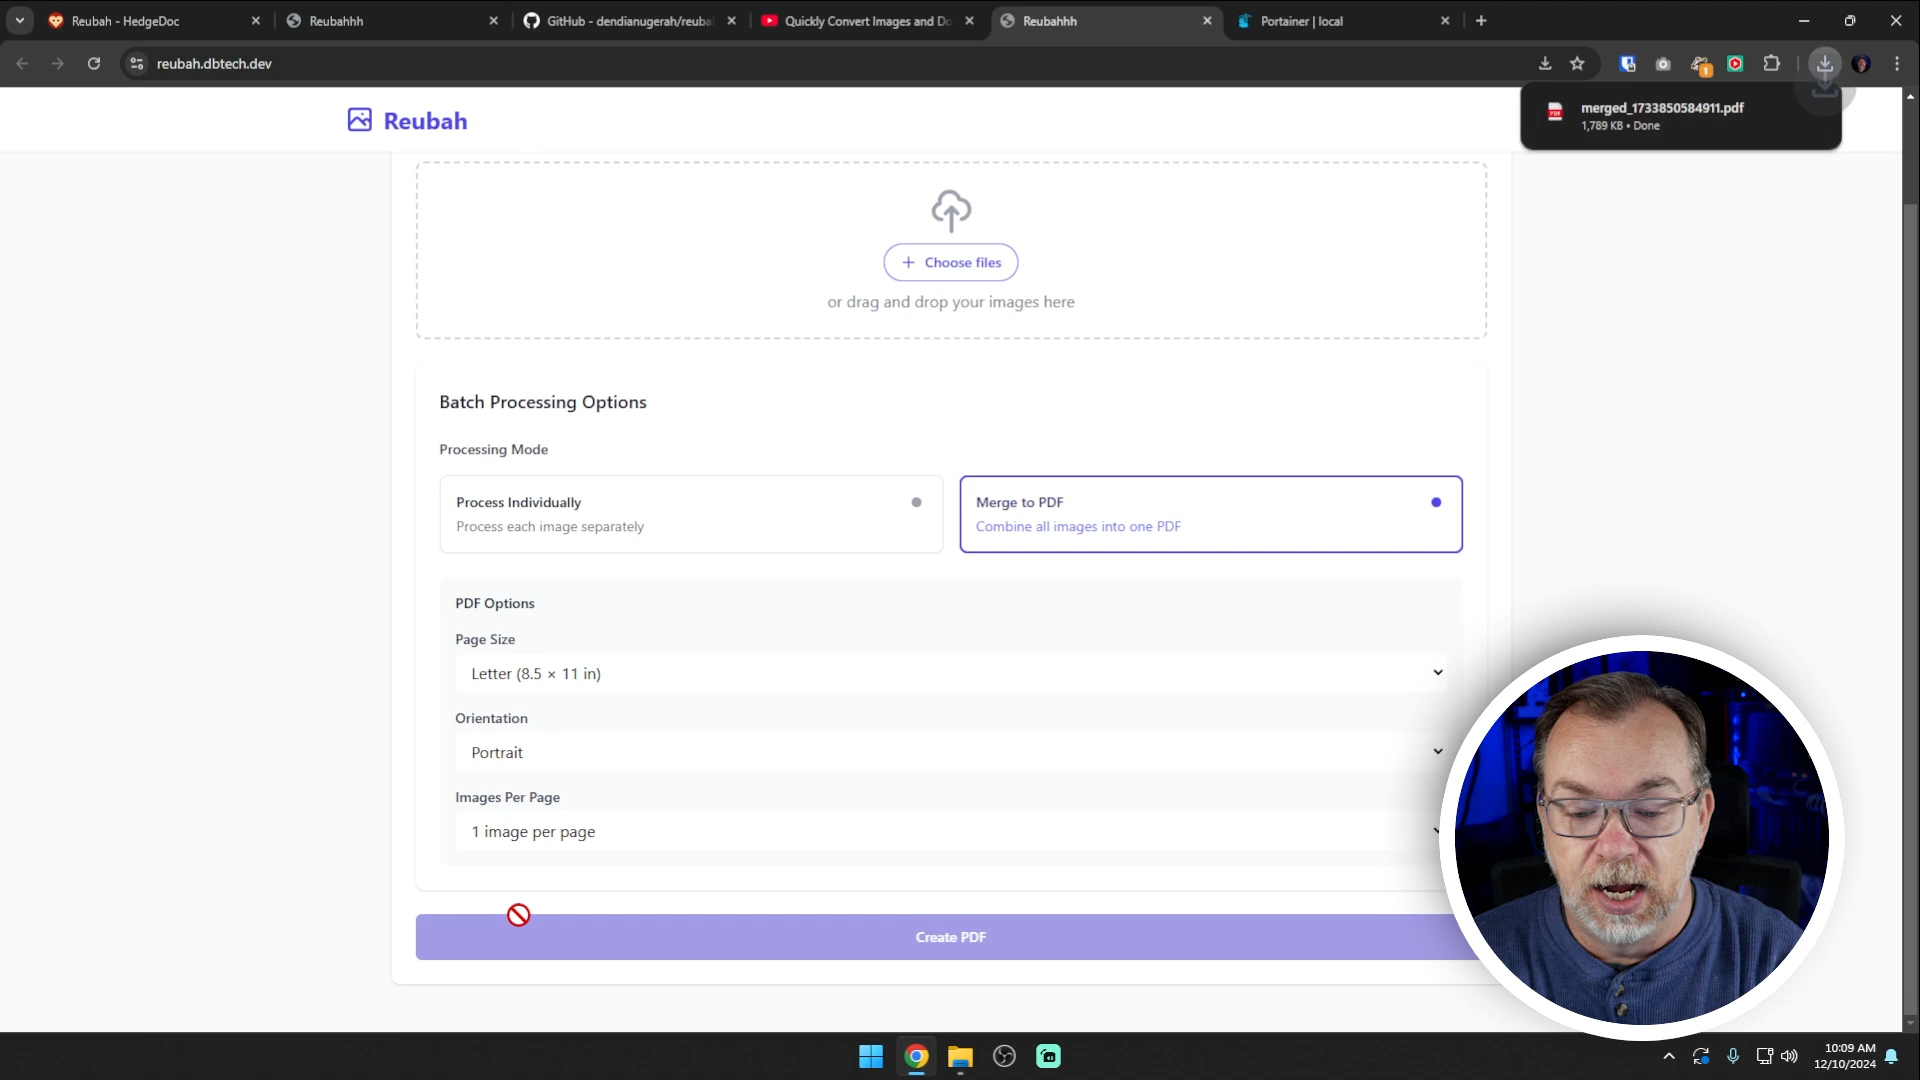 Reubah - HedgeDoc
Reubahhh
GitHub - dendianugerah/reubah
Quickly Convert Images and Do
Reubahhh
Portainer | local
reubah.dbtech.dev
1
merged_1733850584911.pdf
1,789 KB • Done
PDF
Reubah
Choose files
or drag and drop your images here
Batch Processing Options
Processing Mode
Process Individually
Process each image separately
Merge to PDF
Combine all images into one PDF
PDF Options
Page Size
Letter (8.5 × 11 in)
Orientation
Portrait
Images Per Page
1 image per page
Create PDF
10:09 AM
12/10/2024